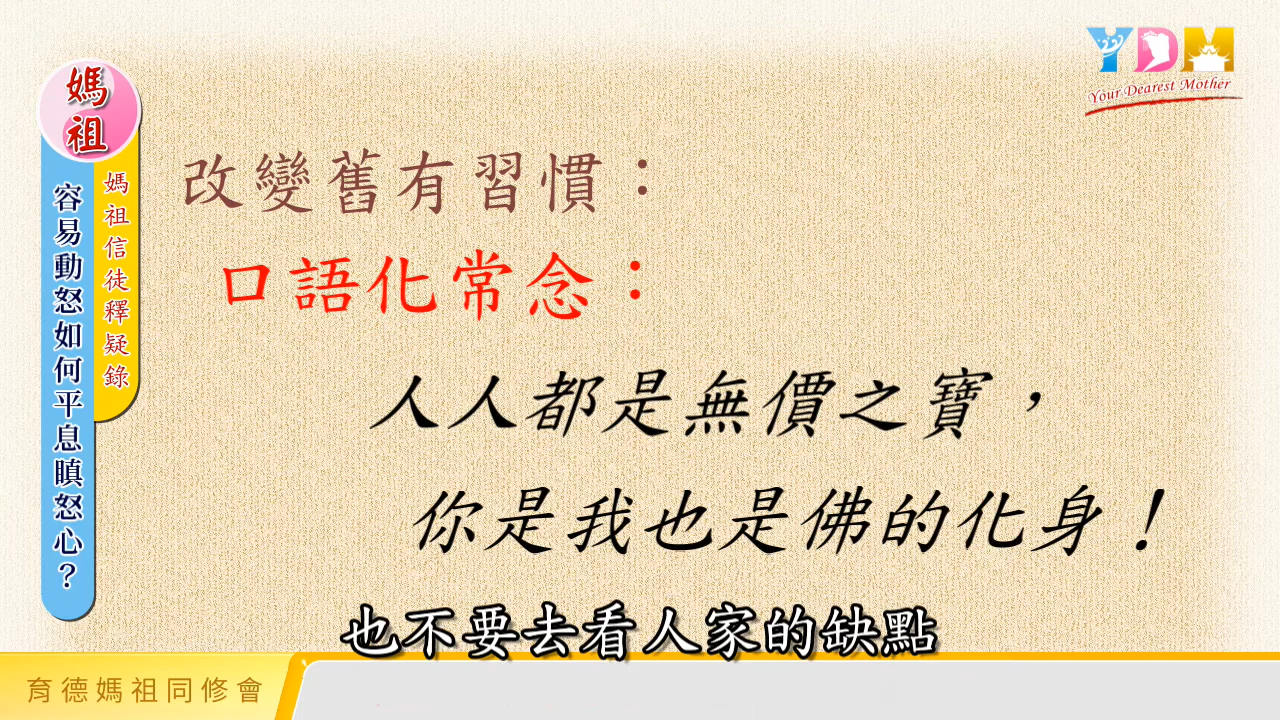 YDM
Your Dearest Mother
媽祖
媽祖信徒釋疑錄
容易動怒如何平息瞋怒心？
改變舊有習慣：
口語化常念：
人人都是無價之寶，
你是我也是佛的化身！
也不要去看人家的缺點
育德媽祖同修會